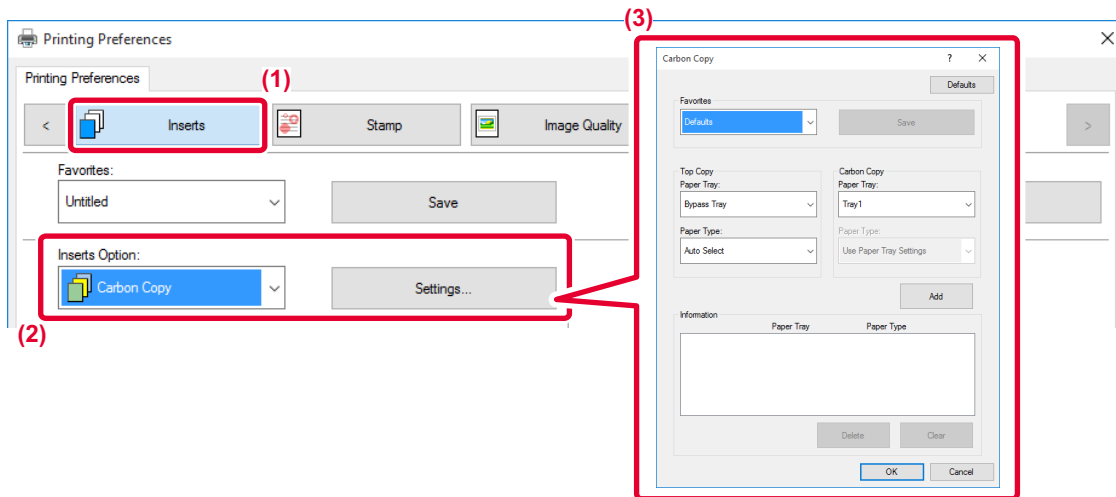 (3)
Printing Preferences
Printing Preferences
(1)
< Inserts Stamp Image Quality >
Favorites:
Untitled Save
Inserts Option:
Carbon Copy Settings...
(2)
Carbon Copy ? ×
Defaults
Favorites
Defaults Save
Top Copy Carbon Copy
Paper Tray: Paper Tray:
Bypass Tray Tray1
Paper Type: Paper Type:
Auto Select Use Paper Tray Settings
Add
Information
Paper Tray Paper Type
Delete Clear
OK Cancel